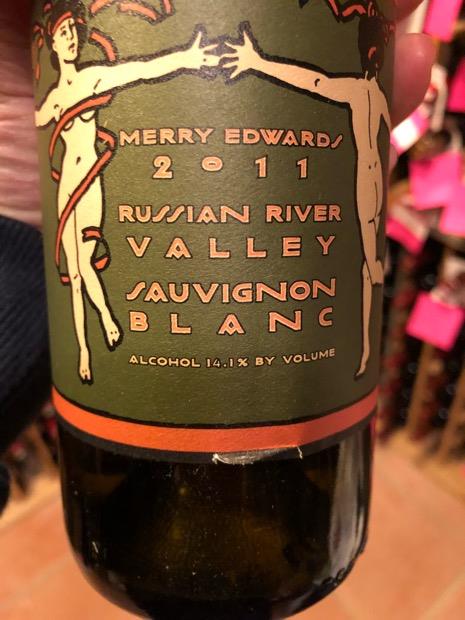 MERRY EDWARDS
2011
RUSSIAN RIVER
VALLEY
SAUVIGNON
BLANC
ALCOHOL 14.1% BY VOLUME